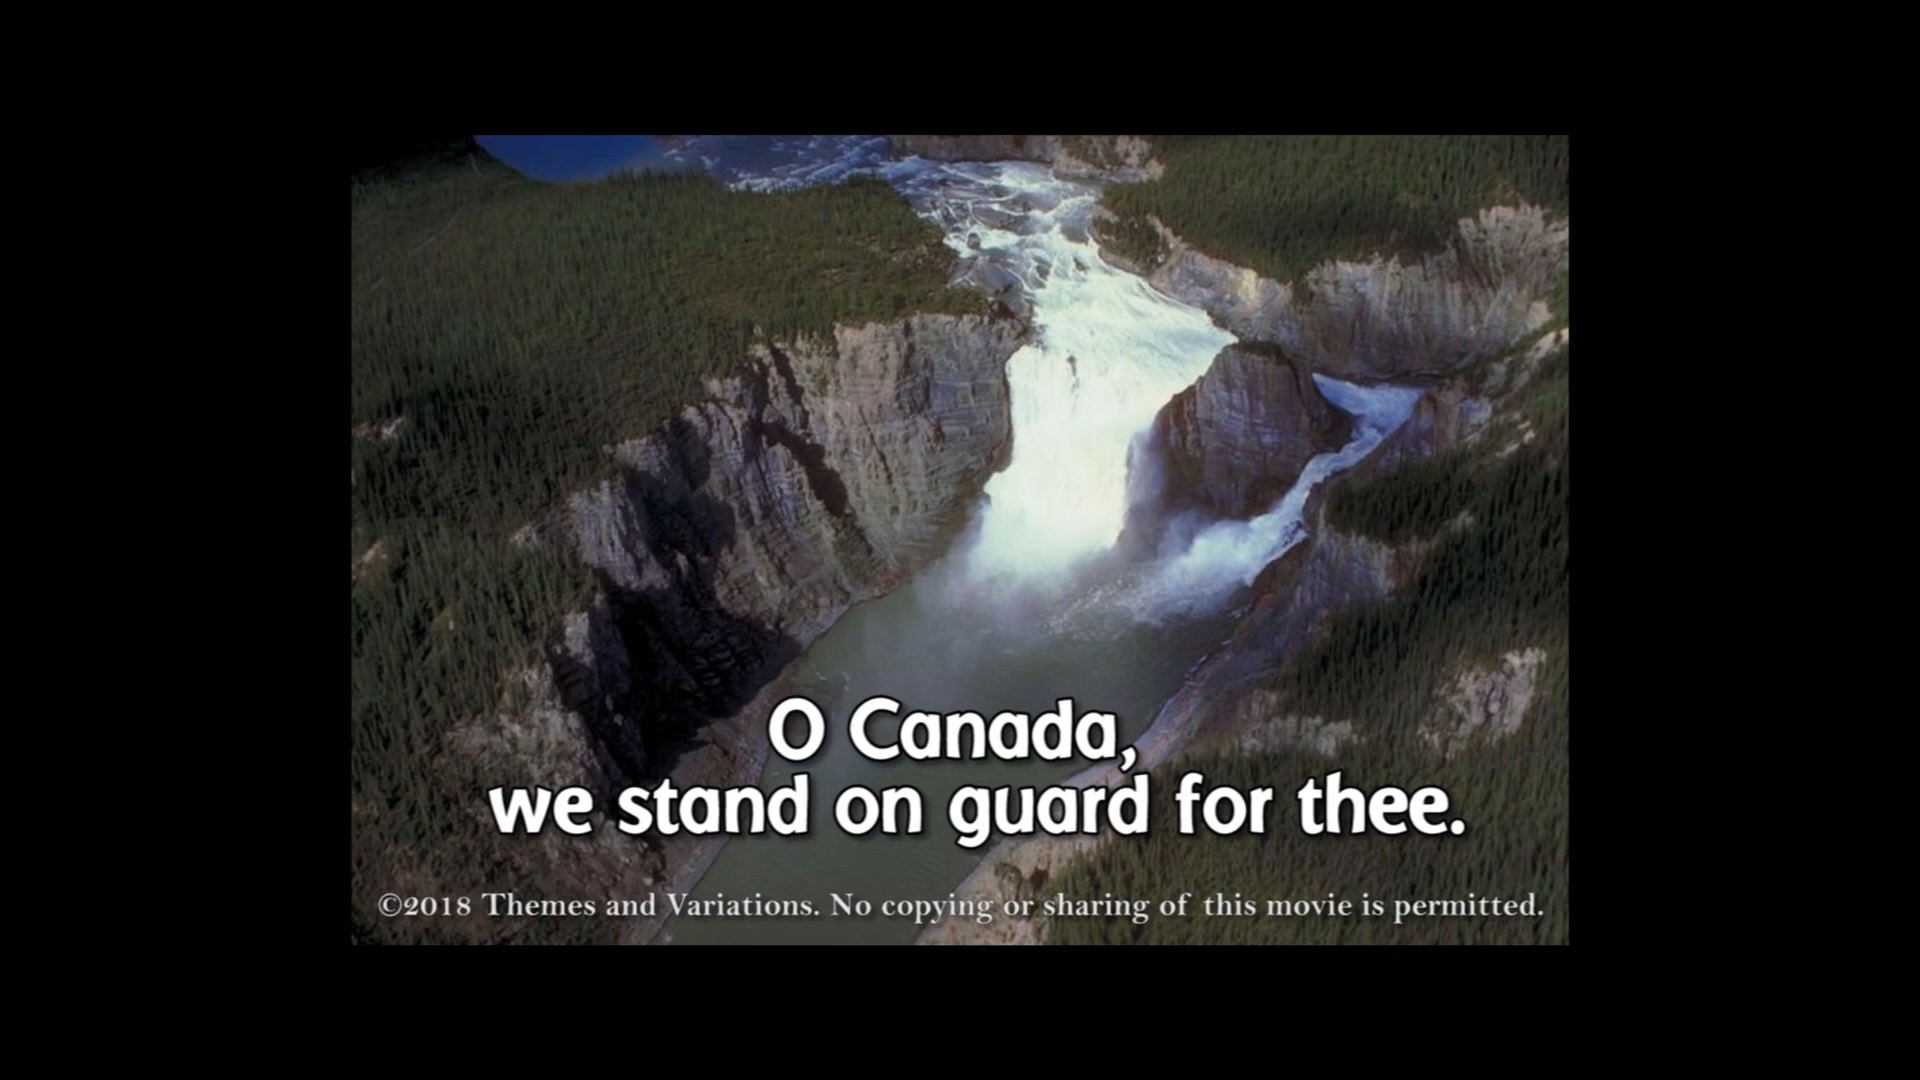 O Canada,
we stand on guard for thee.
©2018 Themes and Variations. No copying or sharing of this movie is permitted.